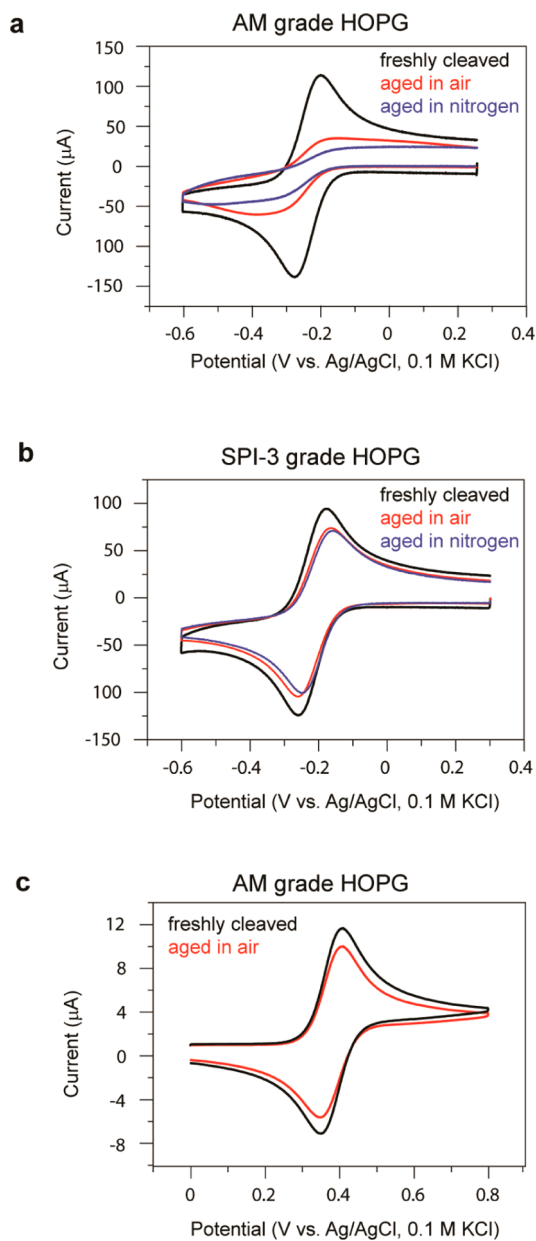 a
AM grade HOPG
freshly cleaved
aged in air
aged in nitrogen
150
100
50
0
-50
100
-150
Current (μA)
-0.6
-0.4
-0.2
0
0.2
0.4
Potential (V vs. Ag/AgCl, 0.1 M KCl)
b
SPI-3 grade HOPG
freshly cleaved
aged in air
aged in nitrogen
100
50
0
-50
100
-150
Current (μA)
-0.6
-0.4
-0.2
0
0.2
0.4
Potential (V vs. Ag/AgCl, 0.1 M KCl)
c
AM grade HOPG
freshly cleaved
aged in air
12
8
4
0
-4
-8
Current (μA)
0
0.2
0.4
0.6
0.8
Potential (V vs. Ag/AgCl, 0.1 M KCl)